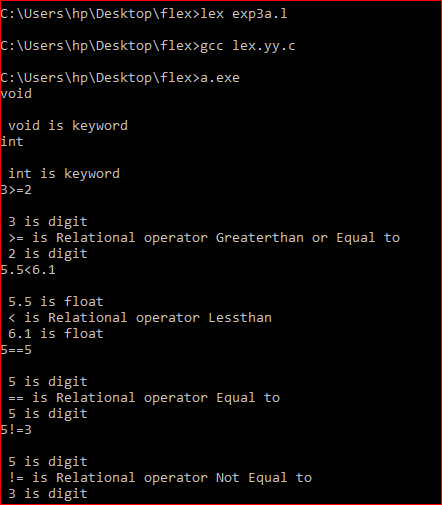 C:\Users\hp\Desktop\flex>lex exp3a.l
C:\Users\hp\Desktop\flex>gcc lex.yy.c
C:\Users\hp\Desktop\flex>a.exe
void
void is keyword
int
int is keyword
3>=2
3 is digit
>= is Relational operator Greaterthan or Equal to
2 is digit
5.5<6.1
5.5 is float
< is Relational operator Lessthan
6.1 is float
5==5
5 is digit
== is Relational operator Equal to
5 is digit
5!=3
5 is digit
!= is Relational operator Not Equal to
3 is digit